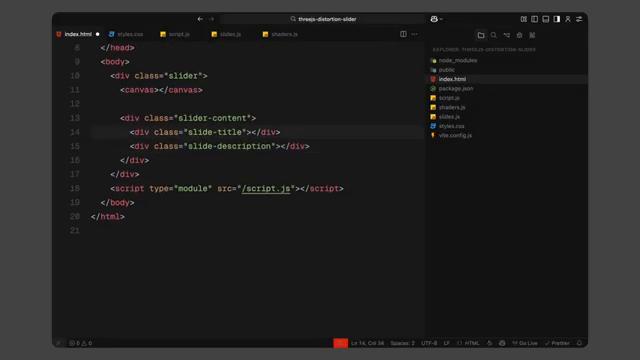 threejs-distortion-slider
index.html
styles.css
script.js
slides.js
shaders.js
8 </head>
9 <body>
10 <div class="slider">
11 <canvas></canvas>
12
13 <div class="slider-content">
14 <div class="slide-title"></div>
15 <div class="slide-description"></div>
16 </div>
17 </div>
18 <script type="module" src="/script.js"></script>
19 </body>
20 </html>
21
EXPLORER: THREEJS-DISTORTION-SLIDER
node_modules
public
index.html
package.json
script.js
shaders.js
slides.js
styles.css
vite.config.js
0 0
Ln 14, Col 34
Spaces: 2
UTF-8
LF
HTML
Go Live
Prettier